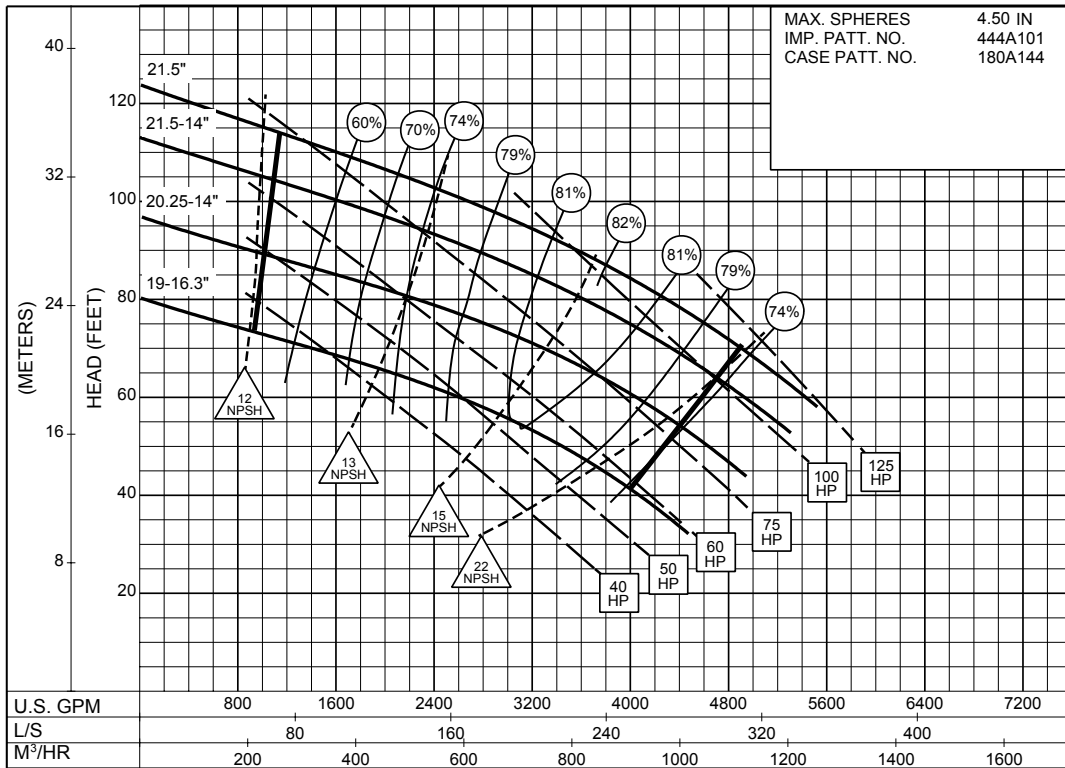 MAX. SPHERES 4.50 IN
IMP. PATT. NO. 444A101
CASE PATT. NO. 180A144
40
32
24
16
8
(METERS)
120
100
80
60
40
20
HEAD (FEET)
21.5"
21.5-14"
20.25-14"
19-16.3"
60%
70%
74%
79%
81%
82%
81%
79%
74%
12
NPSH
13
NPSH
15
NPSH
22
NPSH
40
HP
50
HP
60
HP
75
HP
100
HP
125
HP
U.S. GPM 800 1600 2400 3200 4000 4800 5600 6400 7200
L/S 80 160 240 320 400
M³/HR 200 400 600 800 1000 1200 1400 1600